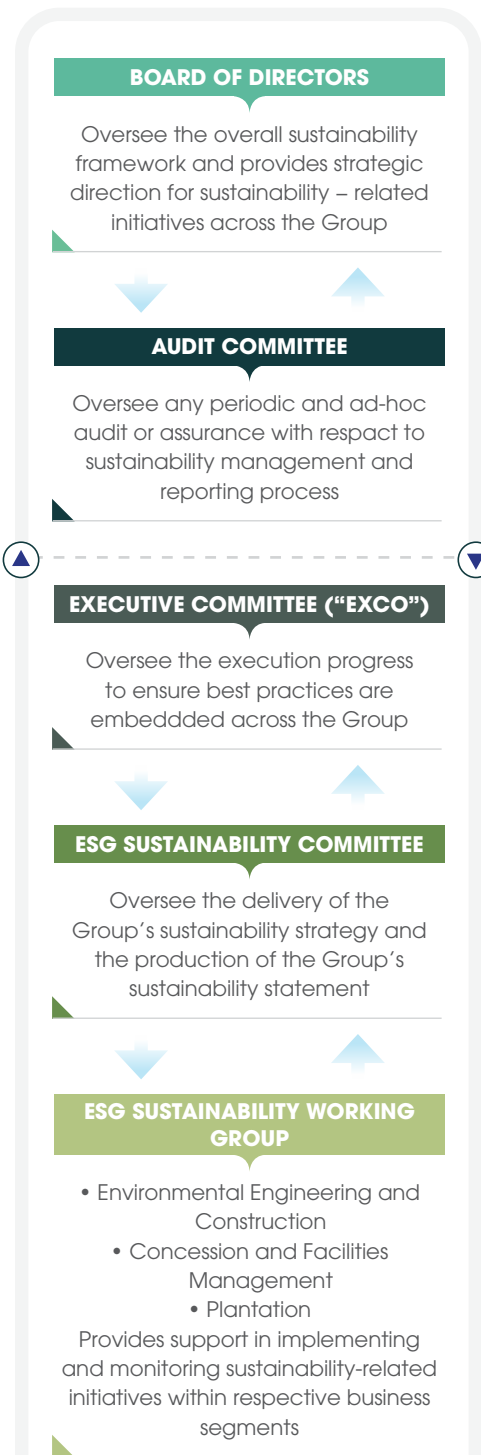 BOARD OF DIRECTORS
Oversee the overall sustainability
framework and provides strategic
direction for sustainability – related
initiatives across the Group
AUDIT COMMITTEE
Oversee any periodic and ad-hoc
audit or assurance with respact to
sustainability management and
reporting process
EXECUTIVE COMMITTEE (“EXCO”)
Oversee the execution progress
to ensure best practices are
embeddded across the Group
ESG SUSTAINABILITY COMMITTEE
Oversee the delivery of the
Group’s sustainability strategy and
the production of the Group’s
sustainability statement
ESG SUSTAINABILITY WORKING
GROUP
• Environmental Engineering and
Construction
• Concession and Facilities
Management
• Plantation
Provides support in implementing
and monitoring sustainability-related
initiatives within respective business
segments